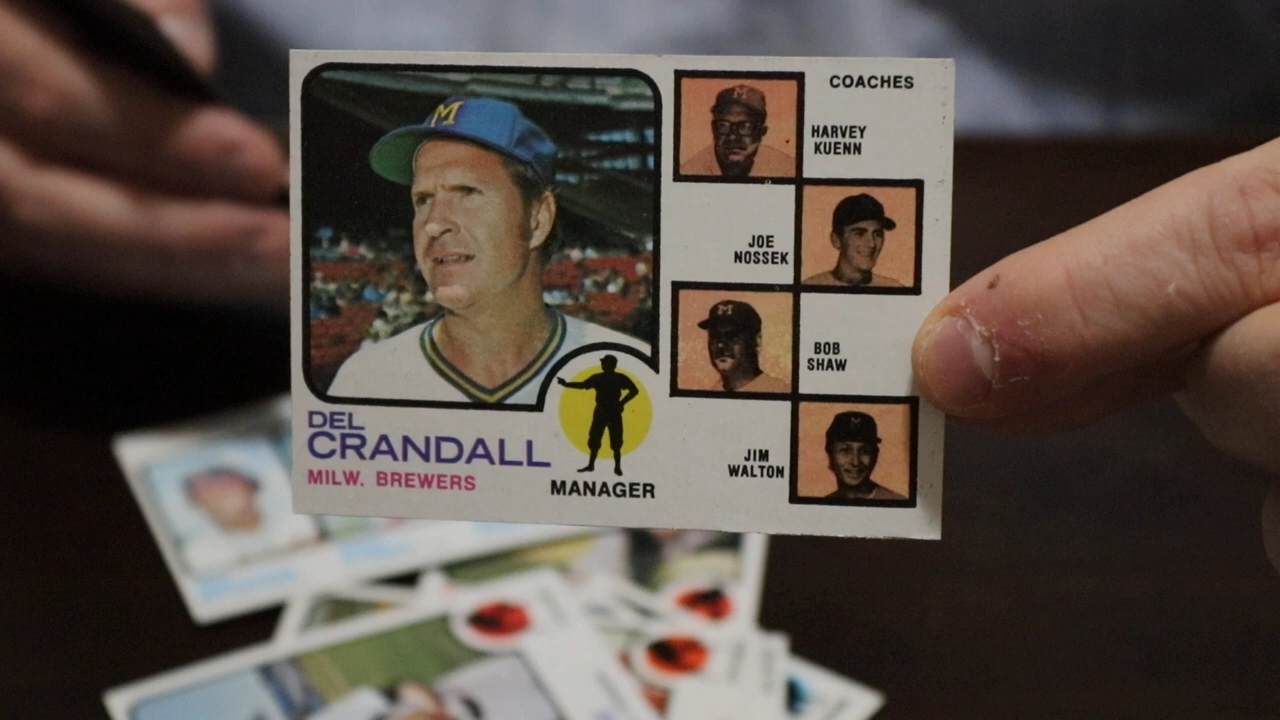 M
DEL
CRANDALL
MILW. BREWERS
MANAGER
COACHES
HARVEY
KUENN
JOE
NOSSEK
BOB
SHAW
JIM
WALTON